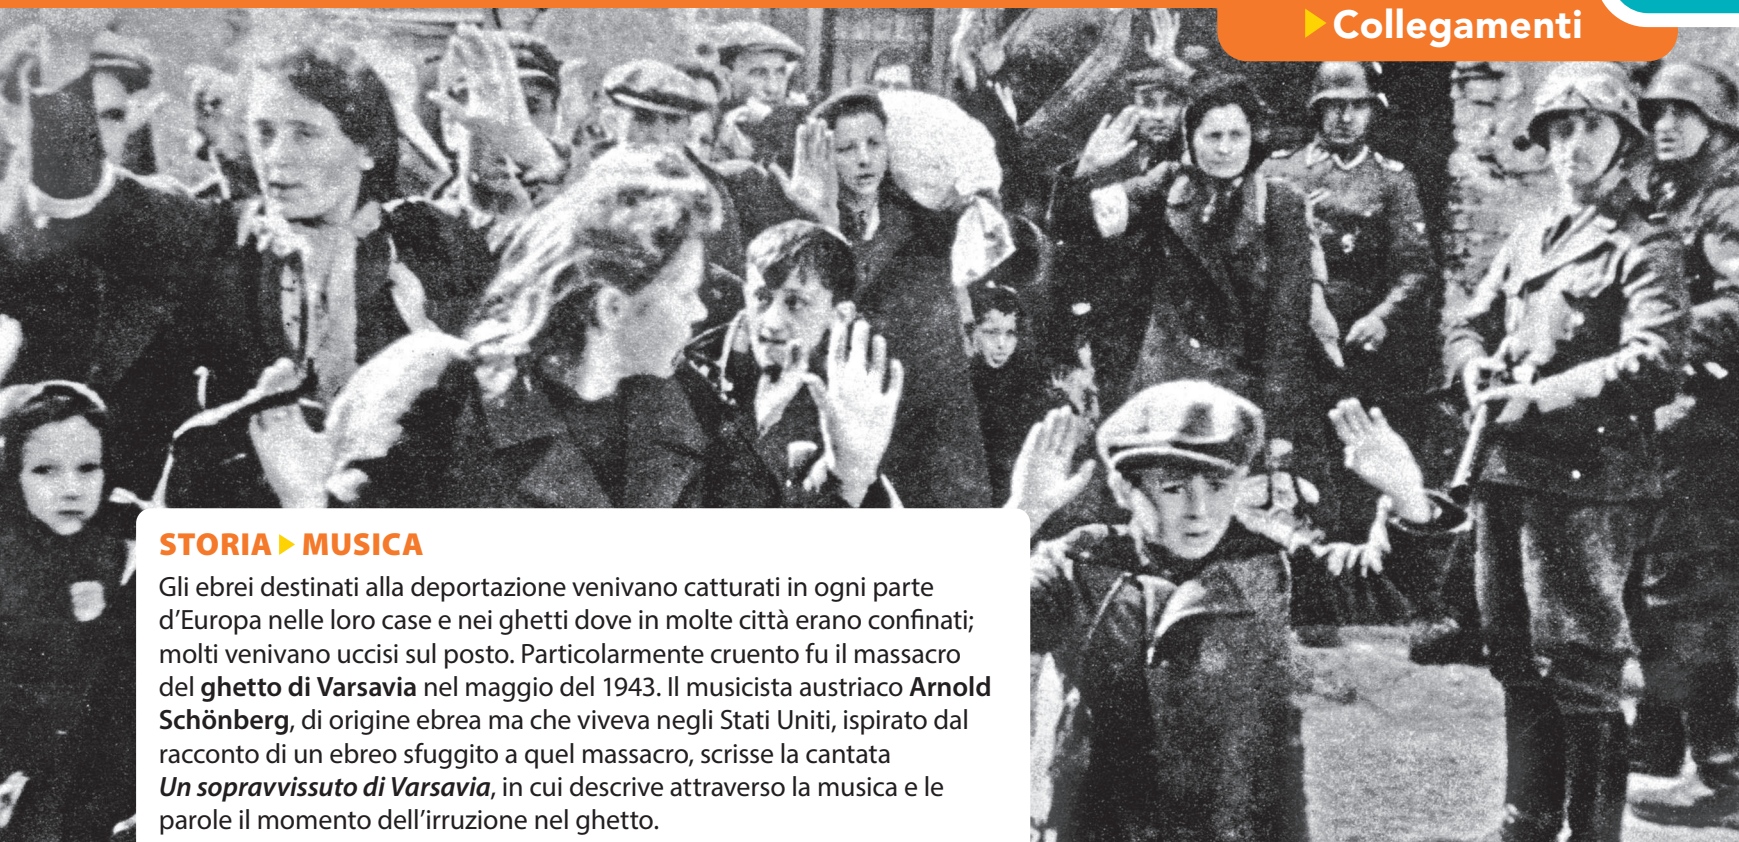 Collegamenti
STORIA ▶ MUSICA
Gli ebrei destinati alla deportazione venivano catturati in ogni parte
d’Europa nelle loro case e nei ghetti dove in molte città erano confinati;
molti venivano uccisi sul posto. Particolarmente cruento fu il massacro
del ghetto di Varsavia nel maggio del 1943. Il musicista austriaco Arnold
Schönberg, di origine ebrea ma che viveva negli Stati Uniti, ispirato dal
racconto di un ebreo sfuggito a quel massacro, scrisse la cantata
Un sopravvissuto di Varsavia, in cui descrive attraverso la musica e le
parole il momento dell’irruzione nel ghetto.